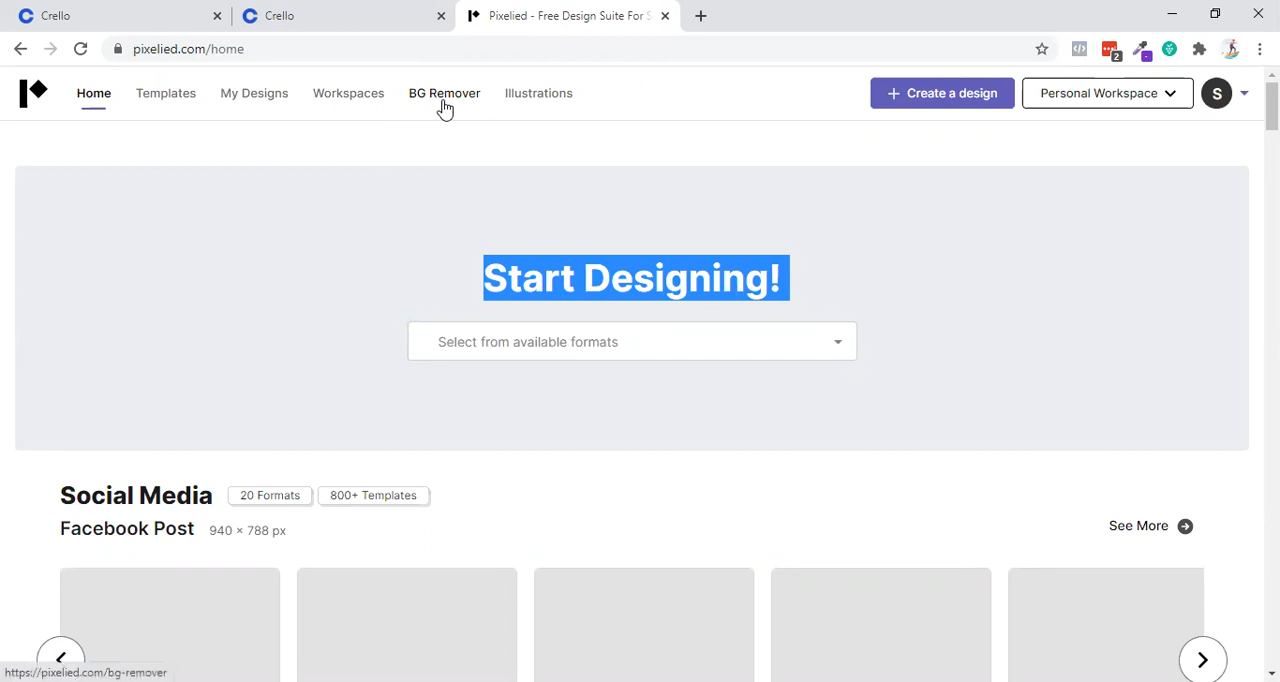 Crello
Crello
Pixelied - Free Design Suite For S
pixelied.com/home
2
Home
Templates
My Designs
Workspaces
BG Remover
Illustrations
+ Create a design
Personal Workspace
S
Start Designing!
Select from available formats
Social Media
20 Formats
800+ Templates
Facebook Post
940 × 788 px
See More
https://pixelied.com/bg-remover